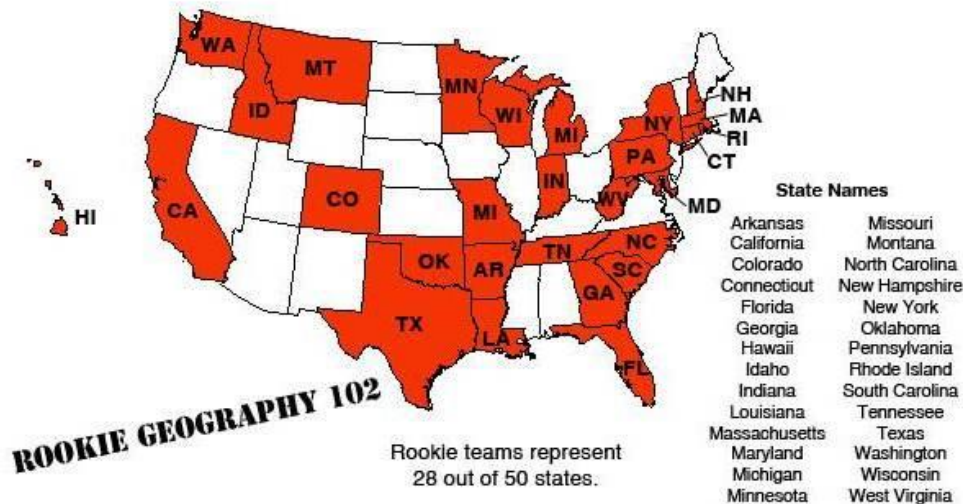 WA
MT
MN
ID
WI
MI
NY
NH
MA
RI
CT
PA
MD
IN
WV
CO
CA
HI
MI
OK
AR
TN
NC
SC
GA
TX
LA
FL
State Names
Arkansas Missouri
California Montana
Colorado North Carolina
Connecticut New Hampshire
Florida New York
Georgia Oklahoma
Hawaii Pennsylvania
Idaho Rhode Island
Indiana South Carolina
Louisiana Tennessee
Massachusetts Texas
Maryland Washington
Michigan Wisconsin
Minnesota West Virginia
ROOKIE GEOGRAPHY 102
Rookie teams represent
28 out of 50 states.